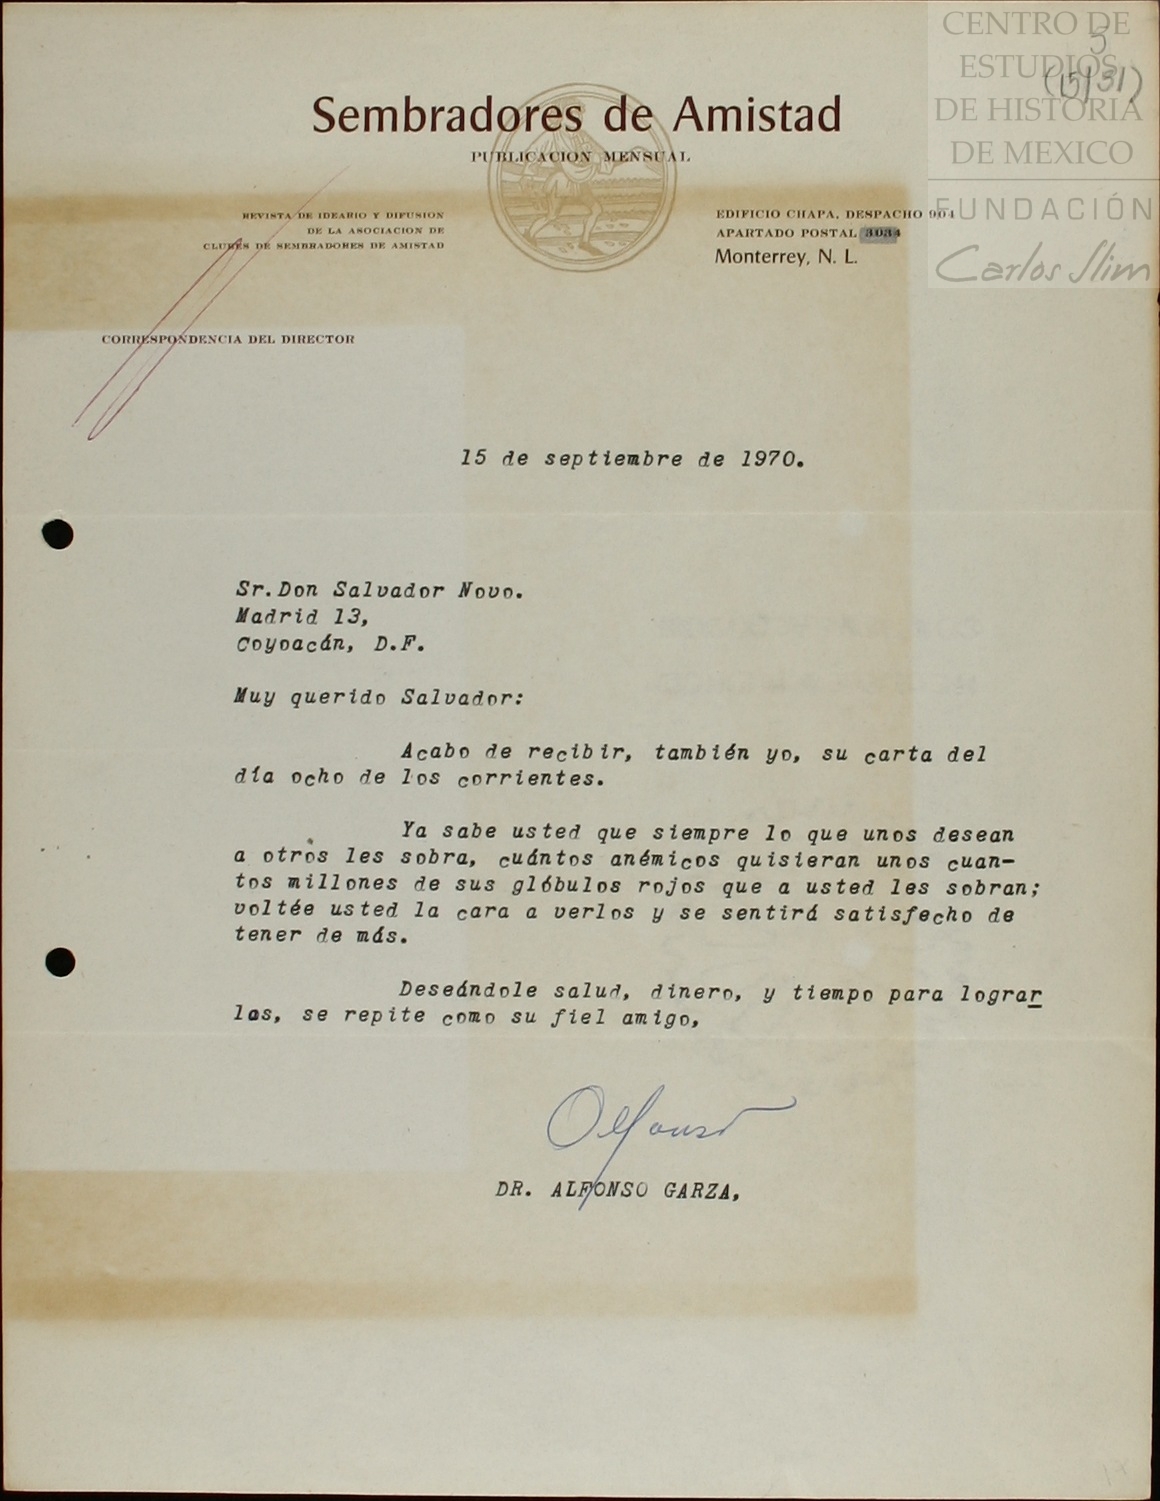 CENTRO DE
ESTUDIOS
DE HISTORIA
DE MEXICO
FUNDACIÓN
Carlos Slim
5
(15/31)
Sembradores de Amistad
PUBLICACION MENSUAL
REVISTA DE IDEARIO Y DIFUSION
DE LA ASOCIACION DE
CLUBES DE SEMBRADORES DE AMISTAD
EDIFICIO CHAPA, DESPACHO 904
APARTADO POSTAL 3034
Monterrey, N. L.
CORRESPONDENCIA DEL DIRECTOR
15 de septiembre de 1970.
Sr. Don Salvador Novo.
Madrid 13,
Coyoacán, D.F.
Muy querido Salvador:
Acabo de recibir, también yo, su carta del
día ocho de los corrientes.
Ya sabe usted que siempre lo que unos desean
a otros les sobra, cuántos anémicos quisieran unos cuan-
tos millones de sus glóbulos rojos que a usted les sobran;
voltée usted la cara a verlos y se sentirá satisfecho de
tener de más.
Deseándole salud, dinero, y tiempo para lograr
los, se repite como su fiel amigo,
Alfonso
DR. ALFONSO GARZA,